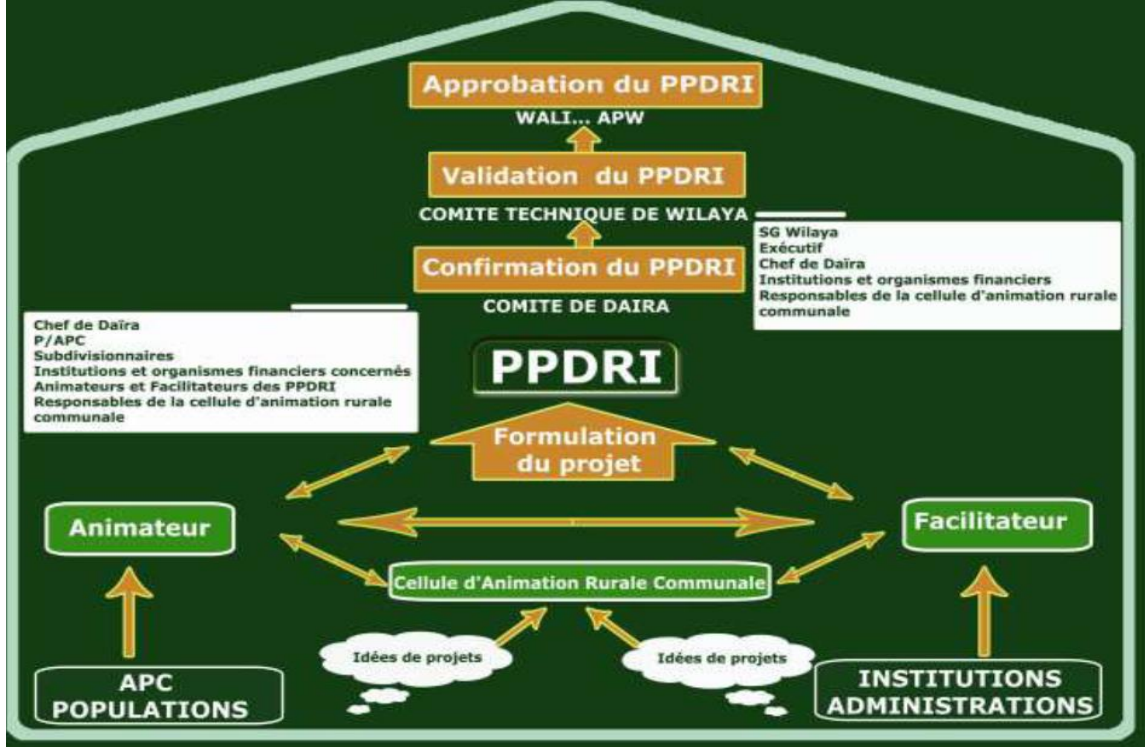 Approbation du PPDRI
WALI... APW
Validation du PPDRI
COMITE TECHNIQUE DE WILAYA
SG Wilaya
Exécutif
Chef de Daïra
Institutions et organismes financiers
Responsables de la cellule d'animation rurale
communale
Confirmation du PPDRI
COMITE DE DAIRA
Chef de Daïra
P/APC
Subdivisionnaires
Institutions et organismes financiers concernés
Animateurs et Facilitateurs des PPDRI
Responsables de la cellule d'animation rurale
communale
PPDRI
Formulation
du projet
Animateur
Facilitateur
Cellule d'Animation Rurale Communale
Idées de projets
Idées de projets
APC
POPULATIONS
INSTITUTIONS
ADMINISTRATIONS